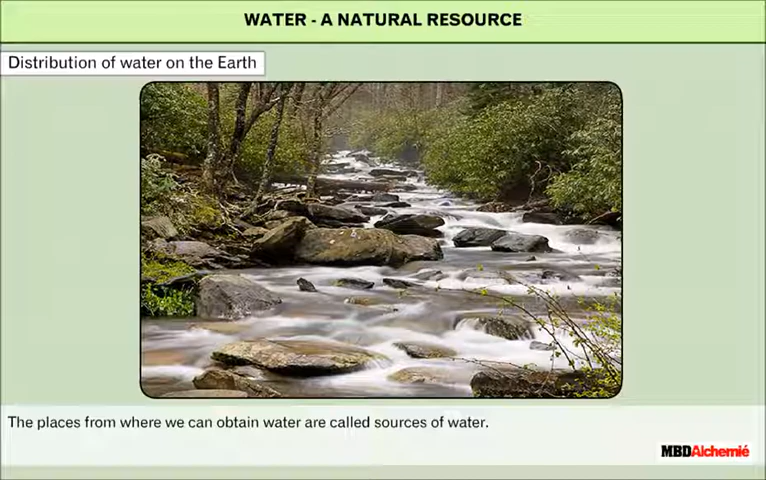 WATER - A NATURAL RESOURCE
Distribution of water on the Earth
The places from where we can obtain water are called sources of water.
MBDAlchemié